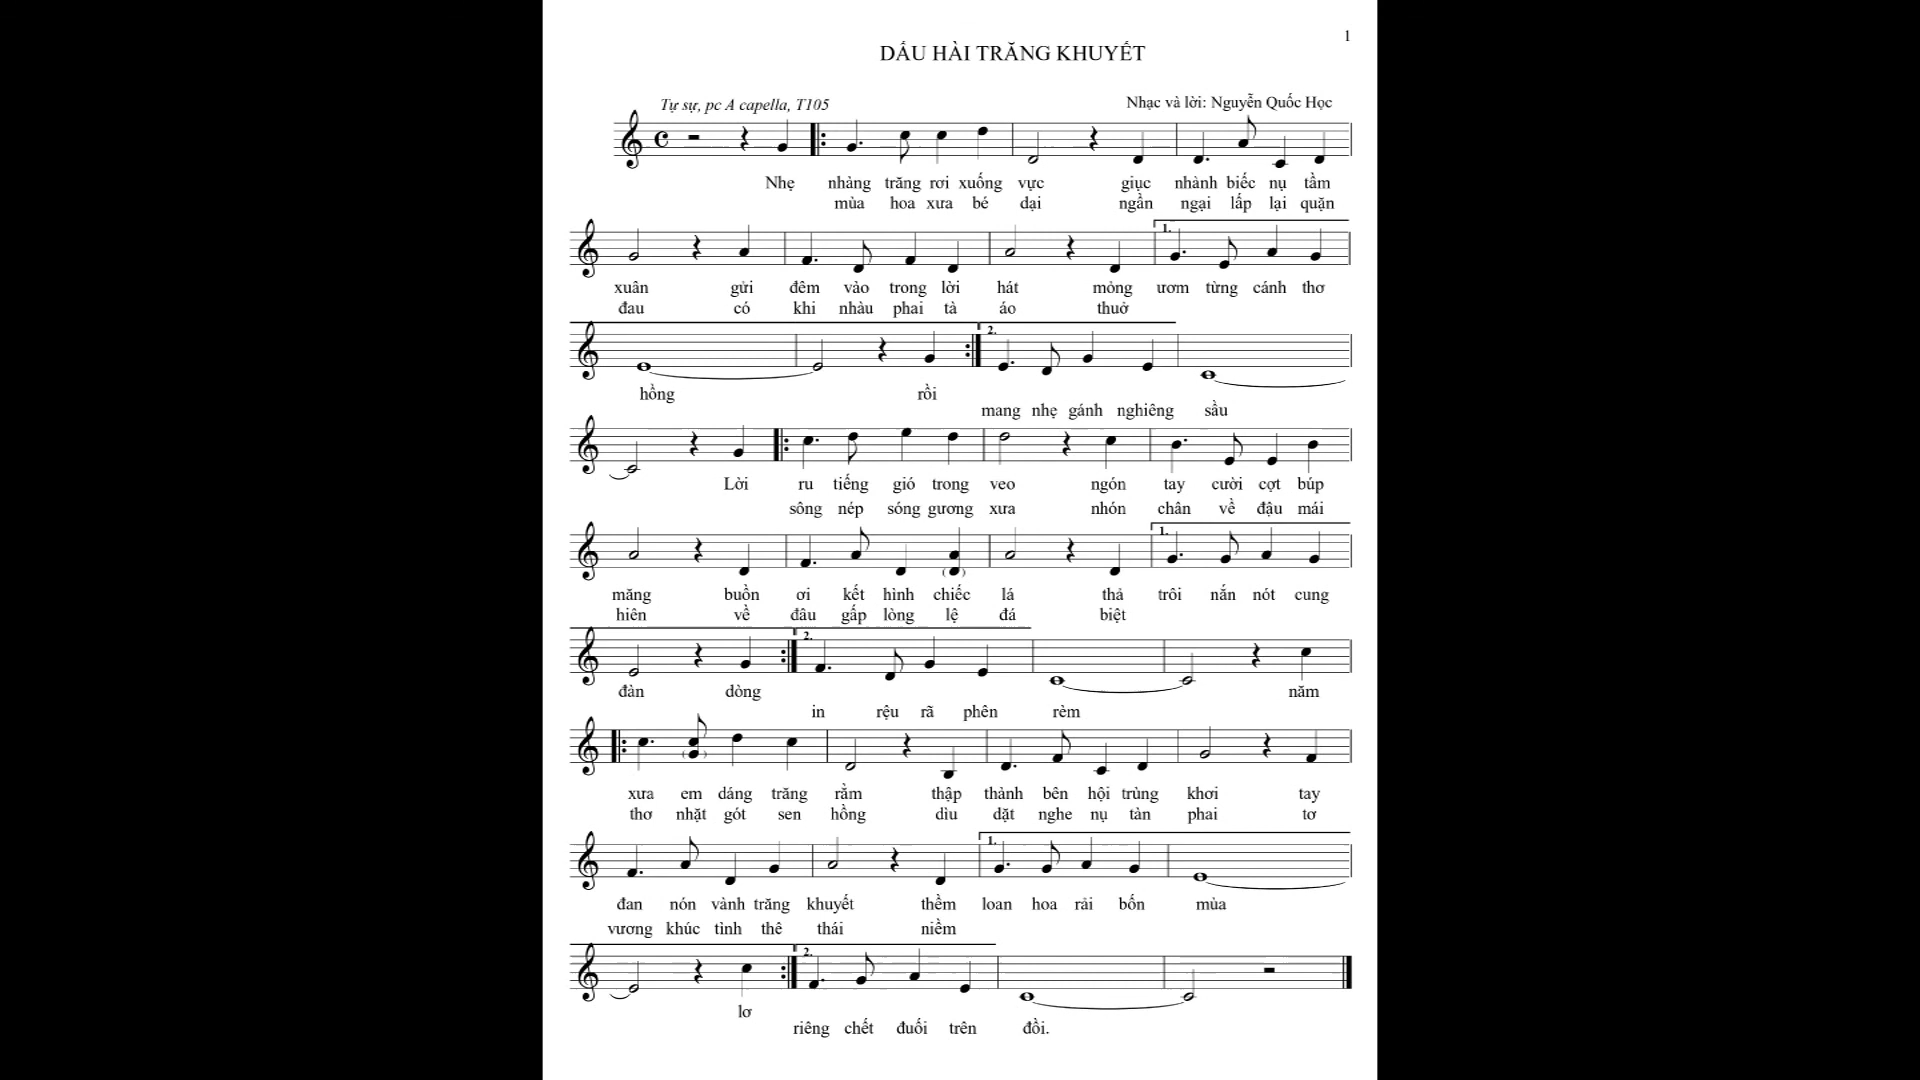 1
DẤU HÀI TRĂNG KHUYẾT
Tự sự, pc A capella, T105
Nhạc và lời: Nguyễn Quốc Học
Nhẹ nhàng trăng rơi xuống vực giục nhành biếc nụ tầm
mùa hoa xưa bé dại ngần ngại lấp lại quặn
1.
xuân gửi đêm vào trong lời hát mỏng ươm từng cánh thơ
đau có khi nhàu phai tà áo thuở
2.
hồng rồi
mang nhẹ gánh nghiêng sầu
Lời ru tiếng gió trong veo ngón tay cười cợt búp
sông nép sóng gương xưa nhón chân về đậu mái
1.
măng buồn ơi kết hình chiếc lá thả trôi nắn nót cung
hiên về đâu gấp lòng lệ đá biệt
2.
đàn dòng năm
in rệu rã phên rèm
xưa em dáng trăng rằm thập thành bên hội trùng khơi tay
thơ nhặt gót sen hồng dìu dặt nghe nụ tàn phai tơ
1.
đan nón vành trăng khuyết thềm loan hoa rải bốn mùa
vương khúc tình thê thái niềm
2.
lơ
riêng chết đuối trên đồi.